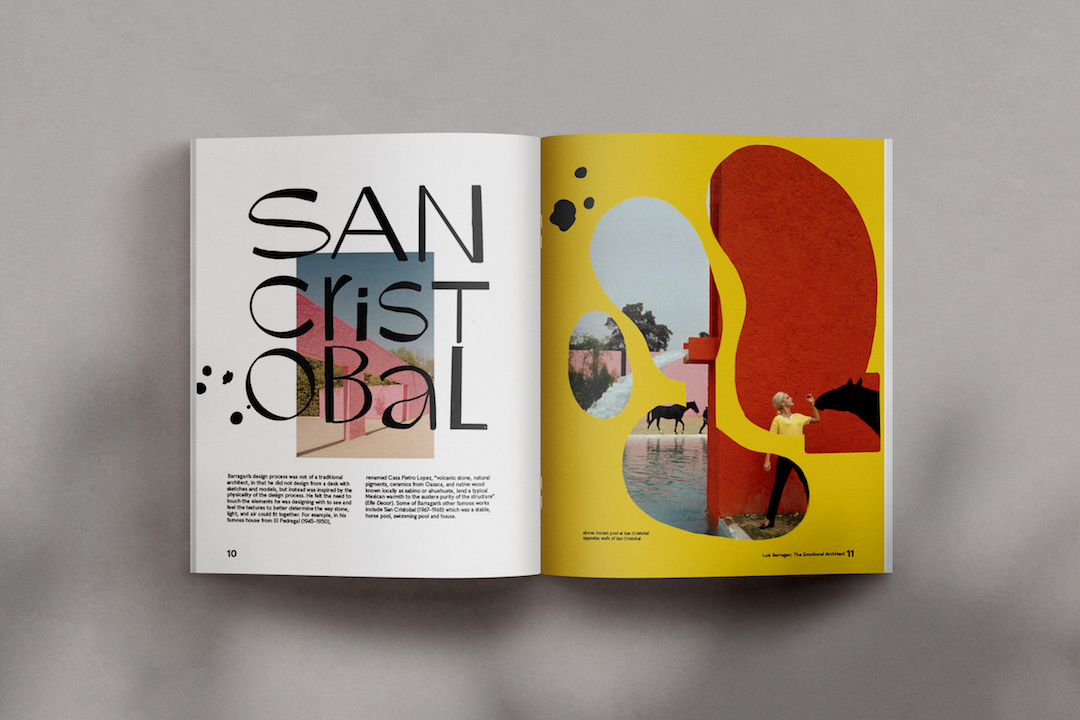 SAN
crisT
OBaL
Barragan's design process was not of a traditional
architect, in that he did not design from a desk with
sketches and models, but instead was inspired by the
physicality of the design process. He felt the need to
touch the elements he was designing with to see and
feel the textures to better determine the way stone,
light, and air could fit together. For example, in his
famous house from El Pedregal (1945-1950),
renamed Casa Pietro Lopez, "volcanic stone, natural
pigments, ceramics from Oaxaca, and native wood
known locally as sabino or ahuehuete, lend a typical
Mexican warmth to the austere purity of the structure"
(Elle Decor). Some of Barragan's other famous works
include San Cristobal (1967-1968) which was a stable,
horse pool, swimming pool and house.
10
above: horses pool at San Cristobal
opposite: walls of San Cristobal
Luis Barragan: The Emotional Architect 11